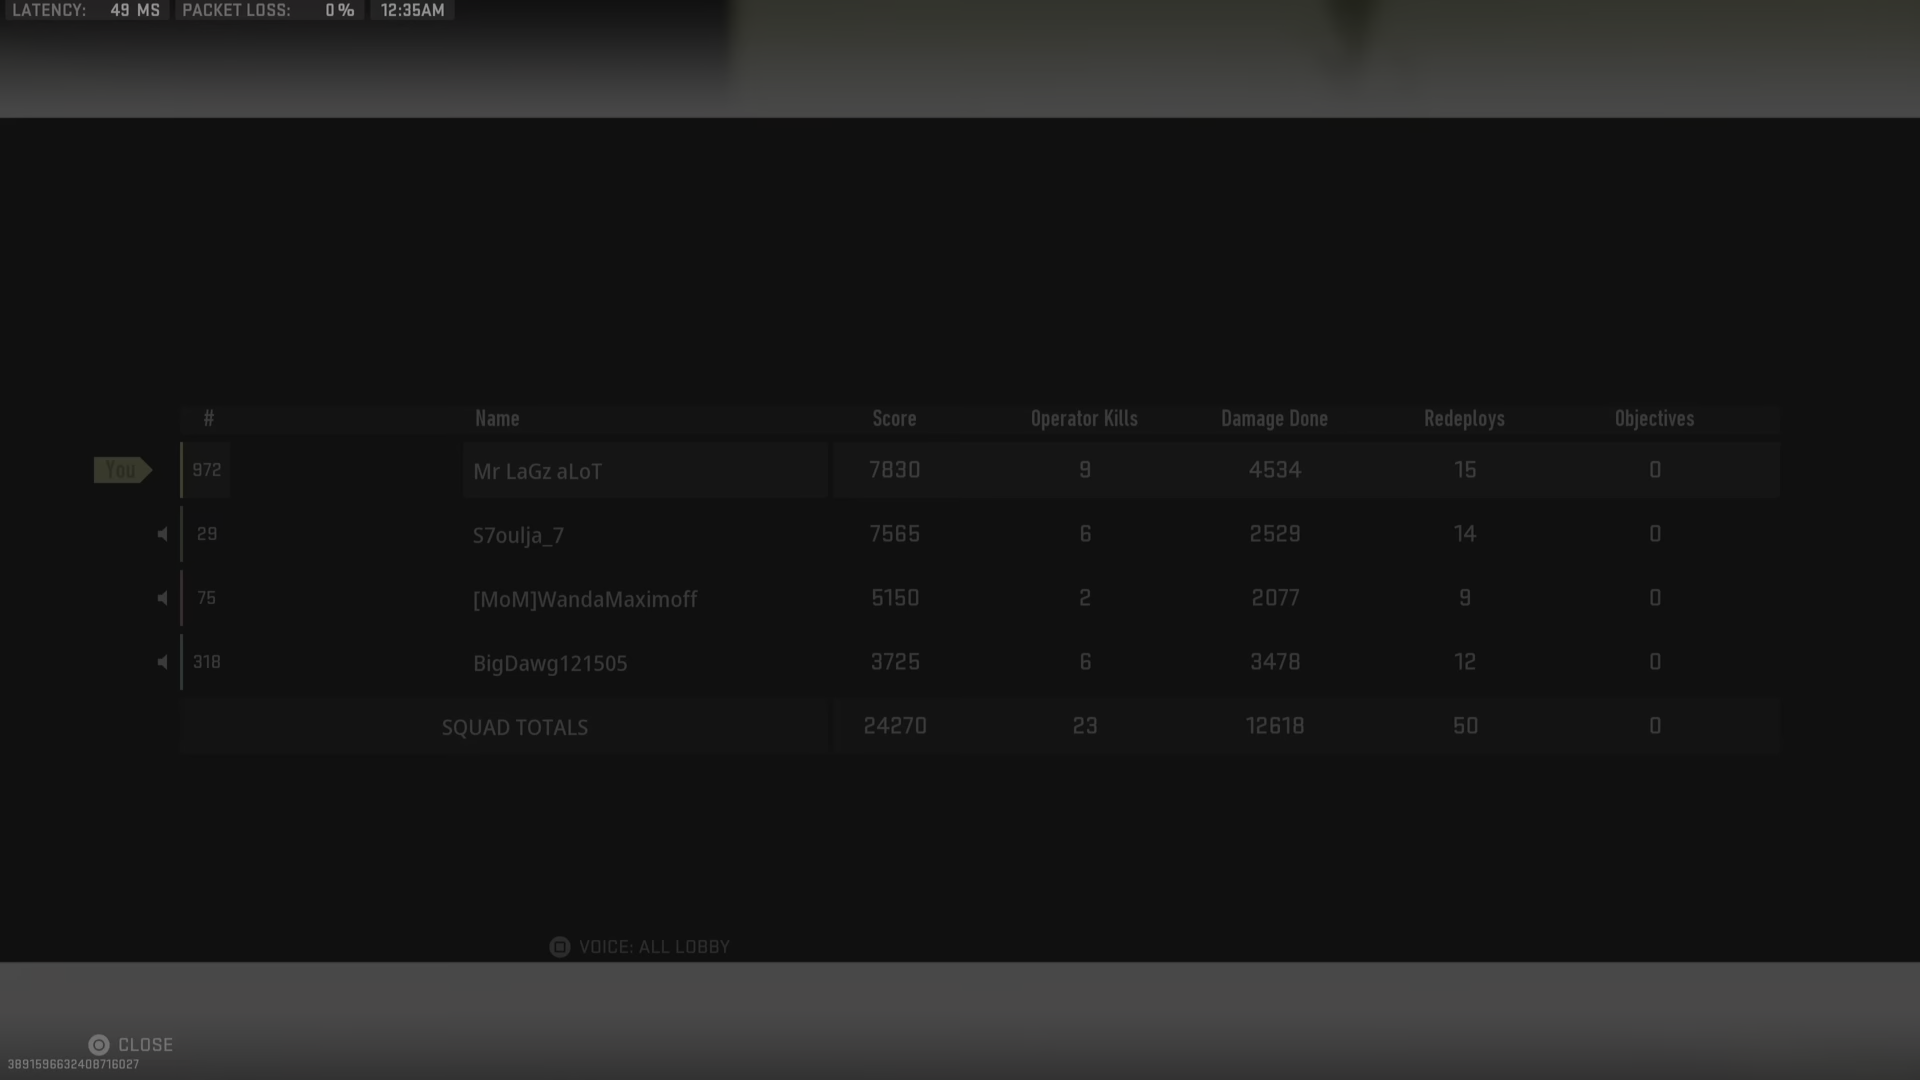 LATENCY: 49 MS PACKET LOSS: 0% 12:35AM
# Name Score Operator Kills Damage Done Redeploys Objectives
You 972 Mr LaGz aLoT 7830 9 4534 15 0
29 S7oulja_7 7565 6 2529 14 0
75 [MoM]WandaMaximoff 5150 2 2077 9 0
318 BigDawg121505 3725 6 3478 12 0
SQUAD TOTALS 24270 23 12618 50 0
VOICE: ALL LOBBY
CLOSE
3891596632408716027